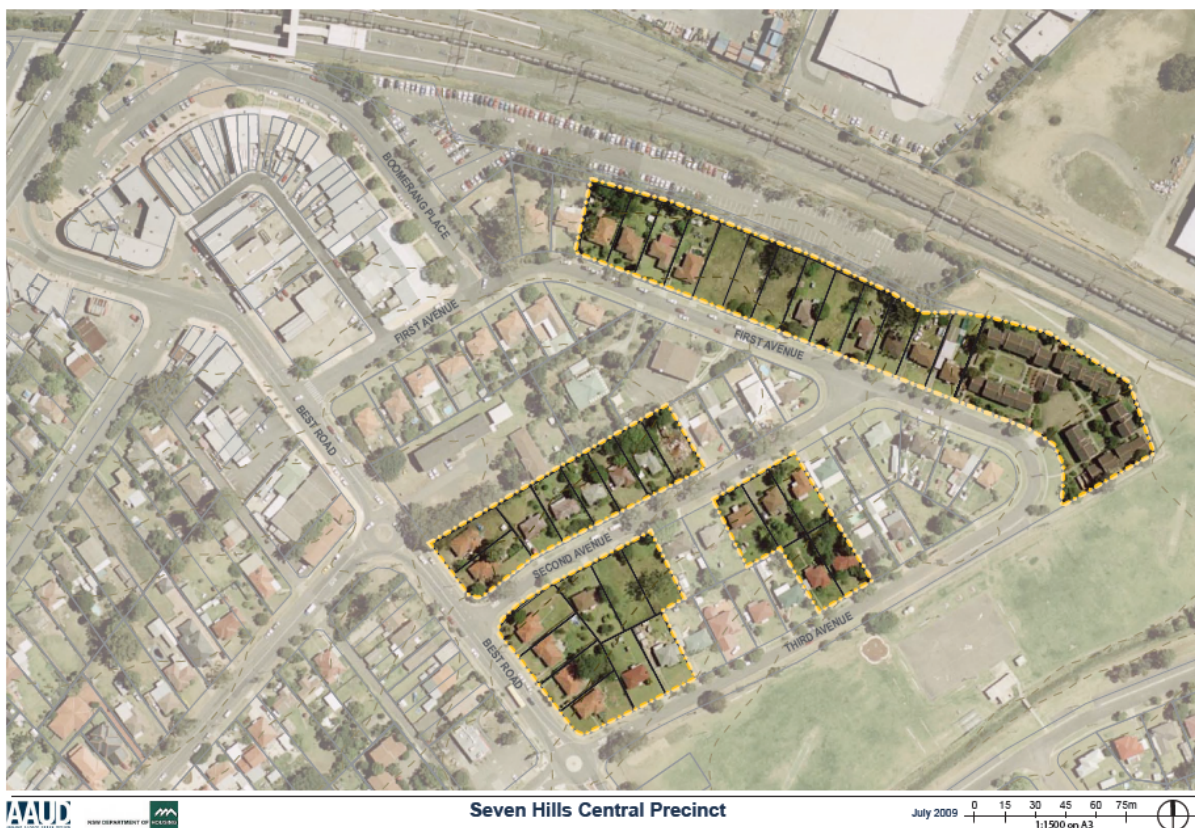 BOOMERANG PLACE
FIRST AVENUE
FIRST AVENUE
BEST ROAD
SECOND AVENUE
BEST ROAD
THIRD AVENUE
AAUD
NSW DEPARTMENT OF HOUSING
Seven Hills Central Precinct
July 2009
0 15 30 45 60 75m
1:1500 on A3